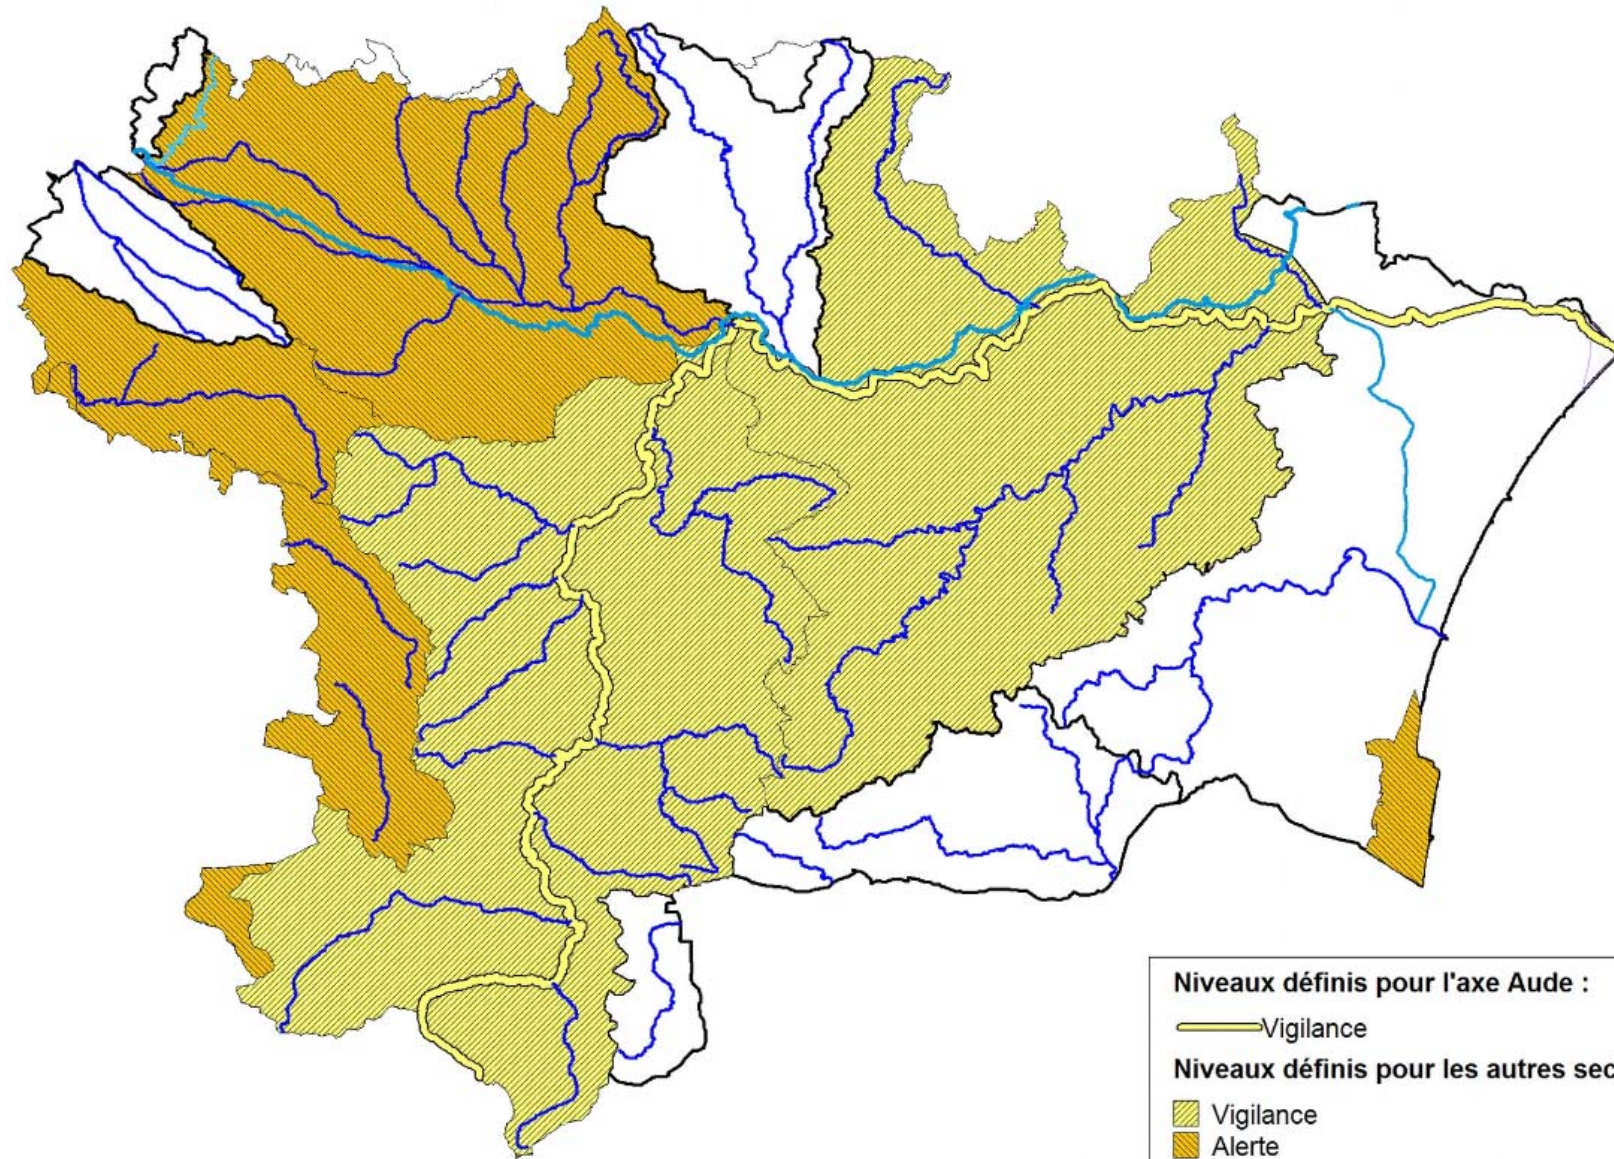 Niveaux définis pour l'axe Aude :
Vigilance
Niveaux définis pour les autres sec
Vigilance
Alerte